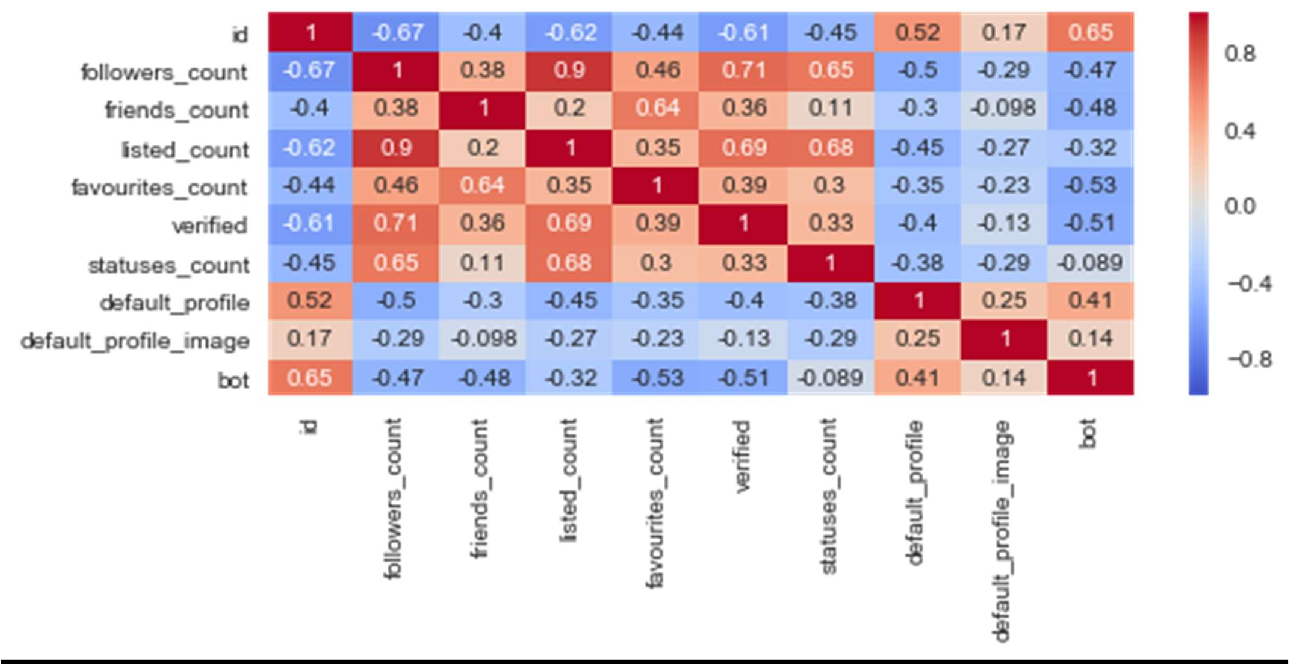 id 1 -0.67 -0.4 -0.62 -0.44 -0.61 -0.45 0.52 0.17 0.65
followers_count -0.67 1 0.38 0.9 0.46 0.71 0.65 -0.5 -0.29 -0.47
friends_count -0.4 0.38 1 0.2 0.64 0.36 0.11 -0.3 -0.098 -0.48
listed_count -0.62 0.9 0.2 1 0.35 0.69 0.68 -0.45 -0.27 -0.32
favourites_count -0.44 0.46 0.64 0.35 1 0.39 0.3 -0.35 -0.23 -0.53
verified -0.61 0.71 0.36 0.69 0.39 1 0.33 -0.4 -0.13 -0.51
statuses_count -0.45 0.65 0.11 0.68 0.3 0.33 1 -0.38 -0.29 -0.089
default_profile 0.52 -0.5 -0.3 -0.45 -0.35 -0.4 -0.38 1 0.25 0.41
default_profile_image 0.17 -0.29 -0.098 -0.27 -0.23 -0.13 -0.29 0.25 1 0.14
bot 0.65 -0.47 -0.48 -0.32 -0.53 -0.51 -0.089 0.41 0.14 1
id
followers_count
friends_count
listed_count
favourites_count
verified
statuses_count
default_profile
default_profile_image
bot
0.8
0.4
0.0
−0.4
−0.8